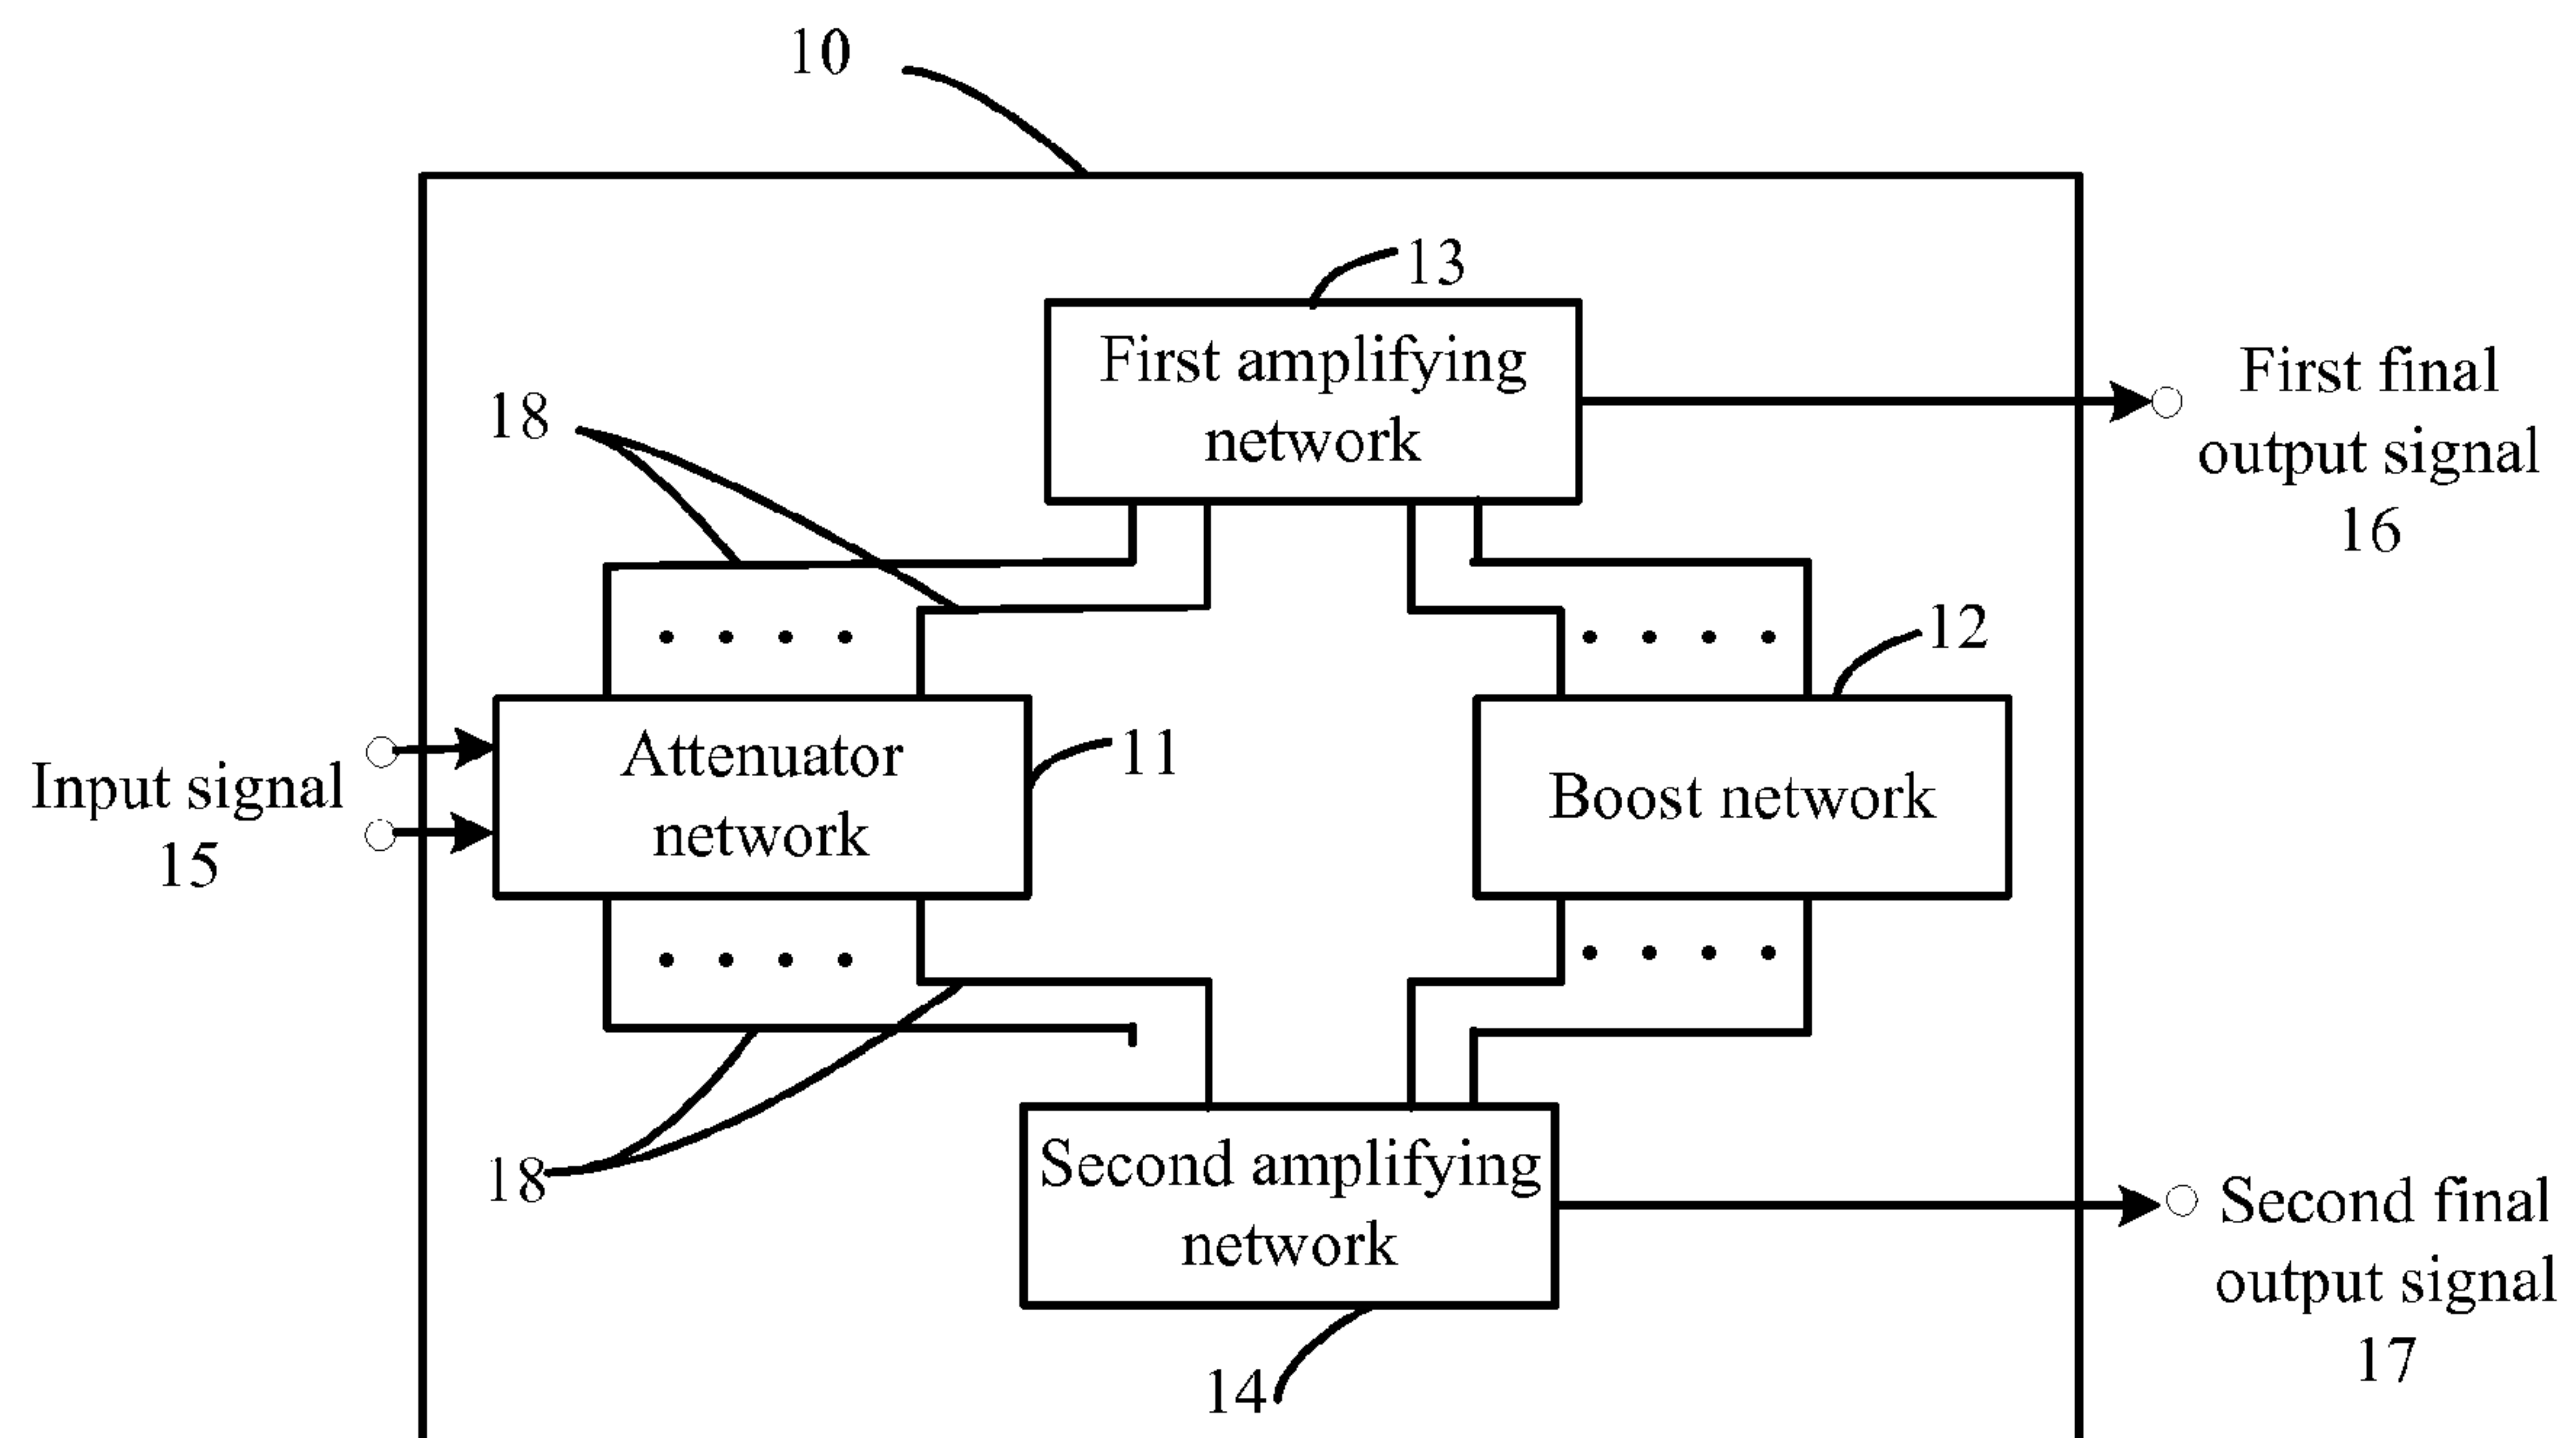 10
13
First amplifying
network
First final
output signal
16
18
12
Input signal
15
Attenuator
network
11
Boost network
18
Second amplifying
network
Second final
output signal
17
14